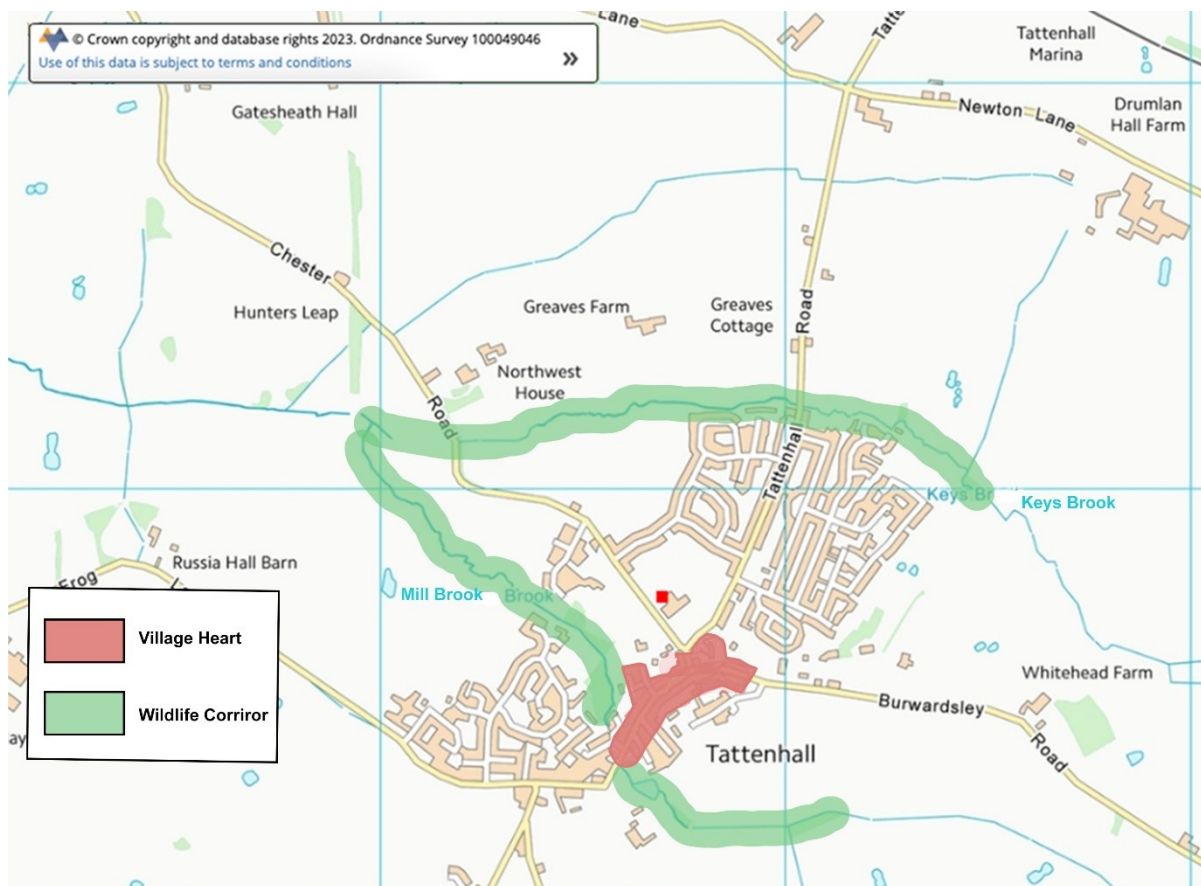 Lane
© Crown copyright and database rights 2023. Ordnance Survey 100049046
Use of this data is subject to terms and conditions
»
Tattenhall
Marina
Gatesheath Hall
Newton Lane
Drumlan
Hall Farm
Chester
Hunters Leap
Greaves Farm
Greaves
Cottage
Road
Northwest
House
Road
Tattenhall
Keys Br
Keys Brook
Russia Hall Barn
Frog
Mill Brook
Brook
Village Heart
Wildlife Corriror
Whitehead Farm
Burwardsley
Road
Tattenhall